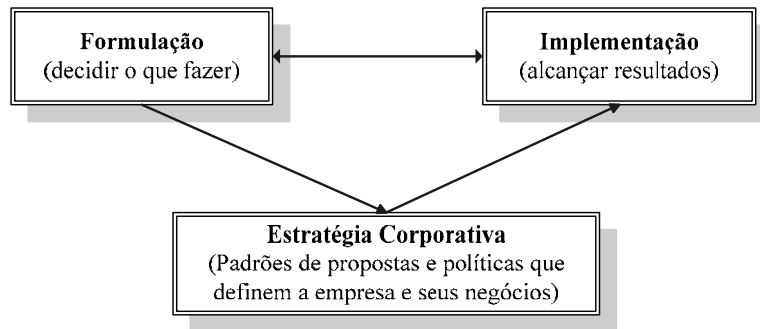 Formulação
(decidir o que fazer)
Implementação
(alcançar resultados)
Estratégia Corporativa
(Padrões de propostas e políticas que
definem a empresa e seus negócios)